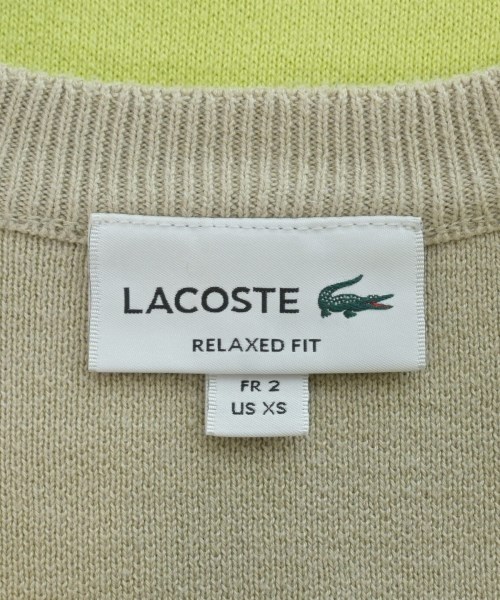 LACOSTE
RELAXED FIT
FR 2
US XS